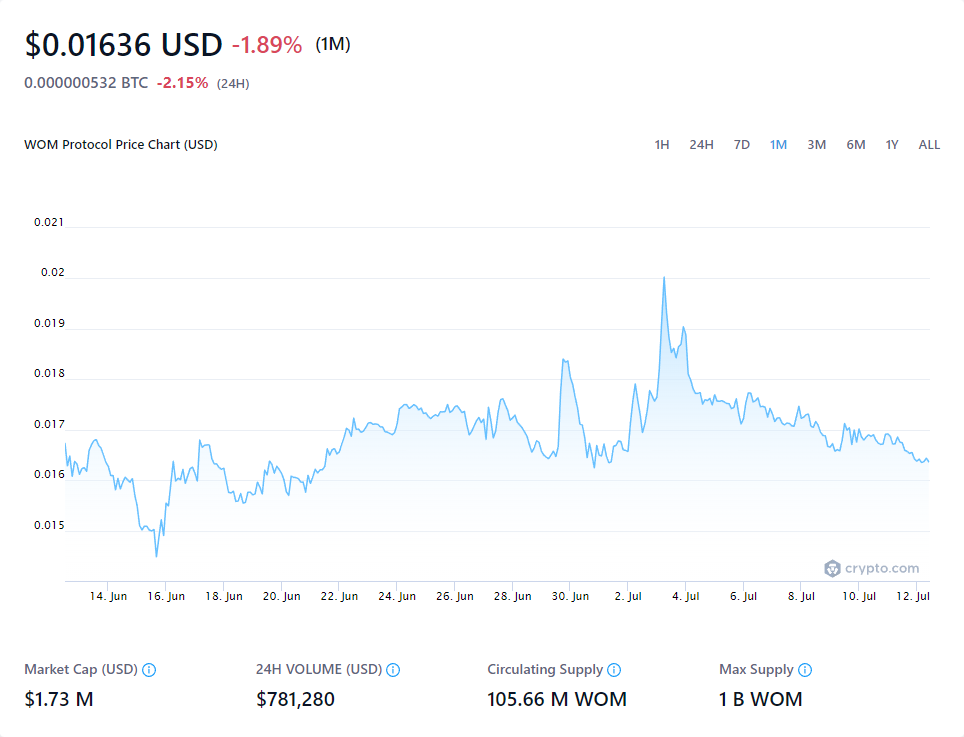 $0.01636 USD -1.89% (1M)
0.000000532 BTC -2.15% (24H)
WOM Protocol Price Chart (USD) 1H 24H 7D 1M 3M 6M 1Y ALL
0.021
0.02
0.019
0.018
0.017
0.016
0.015
crypto.com
14. Jun 16. Jun 18. Jun 20. Jun 22. Jun 24. Jun 26. Jun 28. Jun 30. Jun 2. Jul 4. Jul 6. Jul 8. Jul 10. Jul 12. Jul
Market Cap (USD) 24H VOLUME (USD) Circulating Supply Max Supply
$1.73 M $781,280 105.66 M WOM 1 B WOM